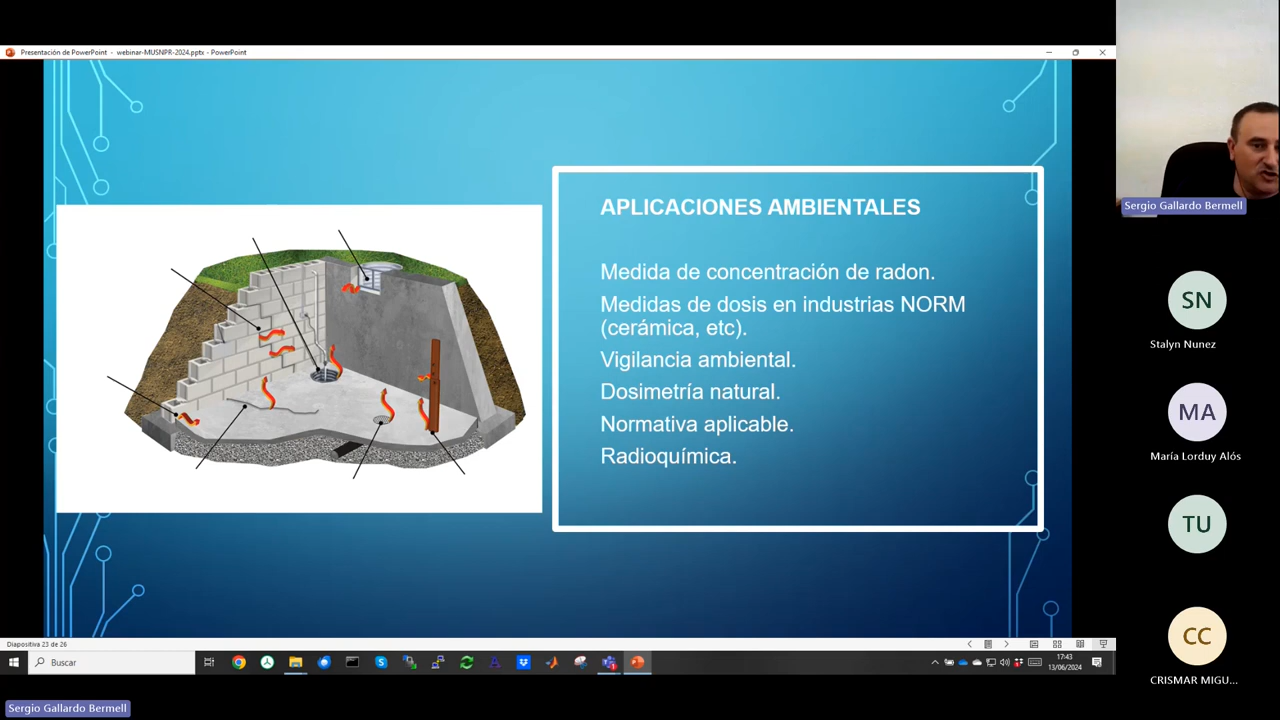 Presentación de PowerPoint - webinar-MUSNPR-2024.pptx - PowerPoint
APLICACIONES AMBIENTALES
Medida de concentración de radon.
Medidas de dosis en industrias NORM
(cerámica, etc).
Vigilancia ambiental.
Dosimetría natural.
Normativa aplicable.
Radioquímica.
Sergio Gallardo Bermell
SN
Stalyn Nunez
MA
María Lorduy Alós
TU
CC
CRISMAR MIGU...
Diapositiva 23 de 26
Buscar
17:43
13/06/2024
Sergio Gallardo Bermell